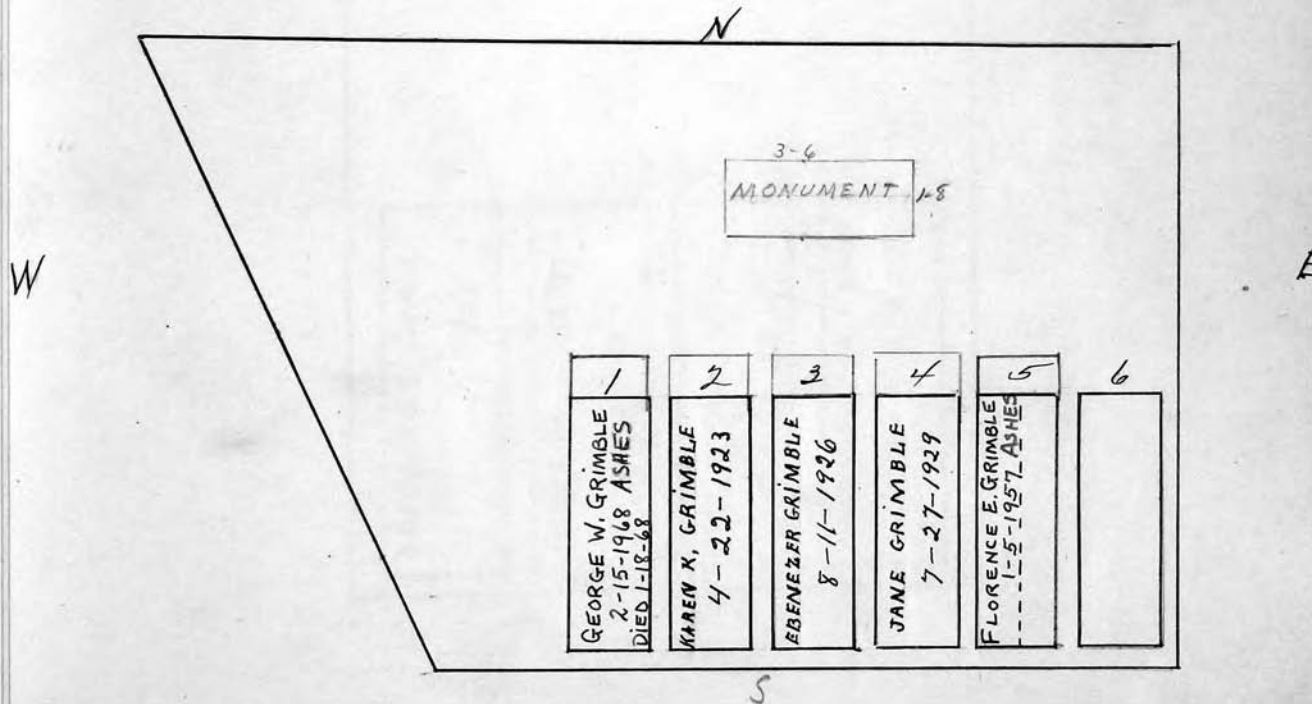 N
3-6
MONUMENT 1-8
W
E
1
2
3
4
5
6
GEORGE W. GRIMBLE
2-15-1968 ASHES
DIED 1-18-68
KAREN K. GRIMBLE
4-22-1923
EBENEZER GRIMBLE
8-11-1926
JANE GRIMBLE
7-27-1929
FLORENCE E. GRIMBLE
1-5-1957 ASHES
S